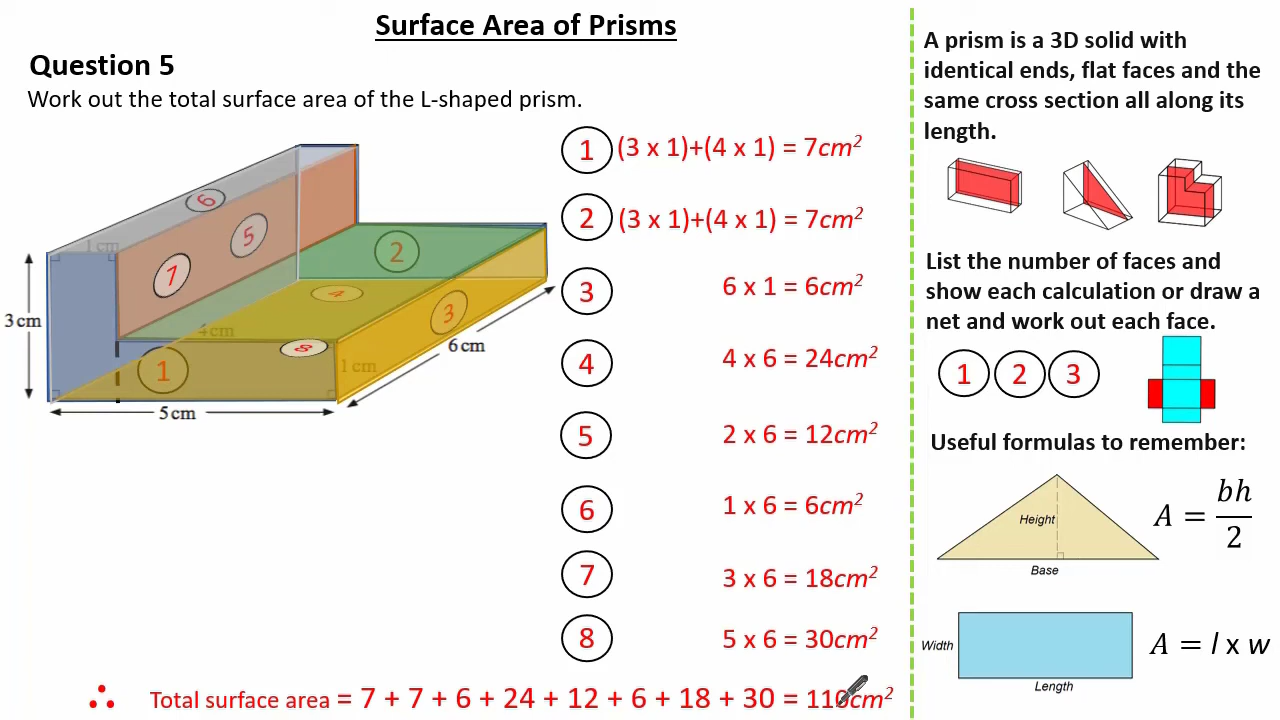 Surface Area of Prisms
Question 5
Work out the total surface area of the L-shaped prism.
6
5
7
1 cm
2
4
3
4 cm
8
1
1 cm
3 cm
6 cm
5 cm
1 (3 x 1)+(4 x 1) = 7cm²
2 (3 x 1)+(4 x 1) = 7cm²
3 6 x 1 = 6cm²
4 4 x 6 = 24cm²
5 2 x 6 = 12cm²
6 1 x 6 = 6cm²
7 3 x 6 = 18cm²
8 5 x 6 = 30cm²
∴ Total surface area = 7 + 7 + 6 + 24 + 12 + 6 + 18 + 30 = 110cm²
A prism is a 3D solid with
identical ends, flat faces and the
same cross section all along its
length.
List the number of faces and
show each calculation or draw a
net and work out each face.
1 2 3
Useful formulas to remember:
Height
Base
A = bh/2
Width
Length
A = l x w